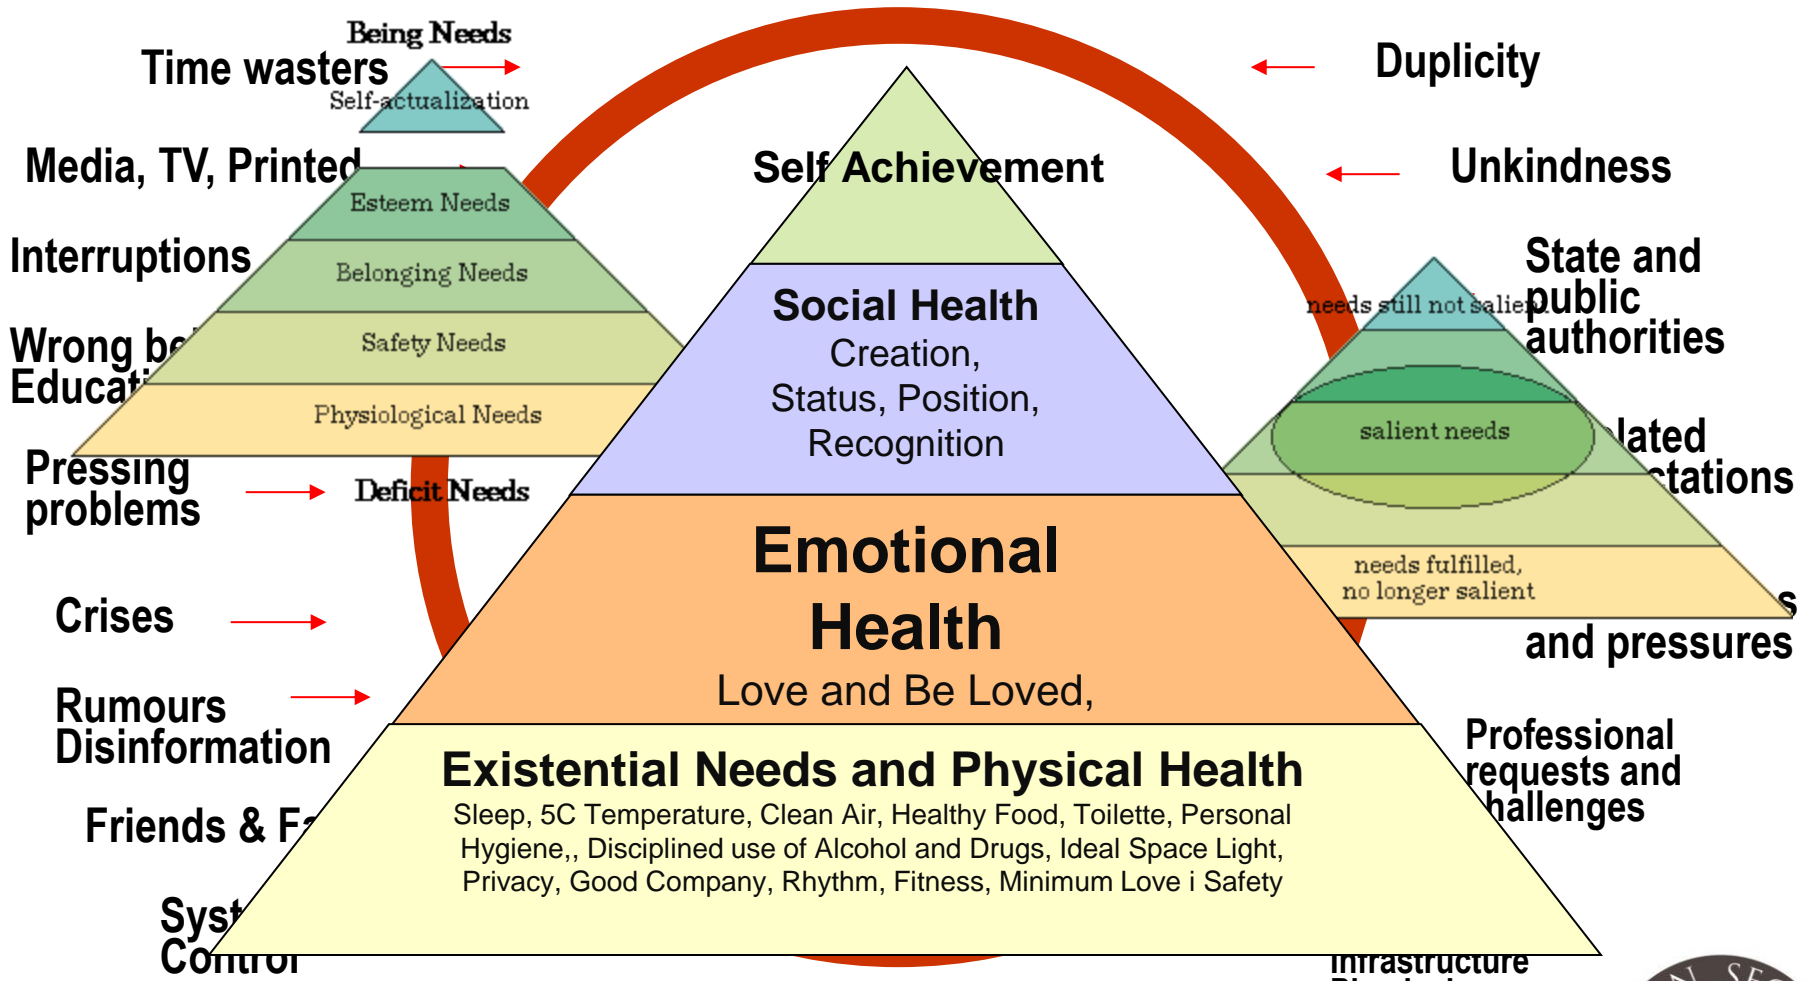 Being Needs
Time wasters
Self-actualization
Media, TV, Printed
Esteem Needs
Interruptions
Belonging Needs
Wrong
Safety Needs
Physiological Needs
Pressing
problems
Deficit Needs
Crises
Rumours
Disinformation
Friends &
Control
Self Achievement
Social Health
Creation,
Status, Position,
Recognition
Emotional
Health
Love and Be Loved,
Existential Needs and Physical Health
Sleep, 5C Temperature, Clean Air, Healthy Food, Toilette, Personal
Hygiene,, Disciplined use of Alcohol and Drugs, Ideal Space Light,
Privacy, Good Company, Rhythm, Fitness, Minimum Love i Safety
Duplicity
Unkindness
State and
public
authorities
needs still not salient
salient needs
needs fulfilled,
no longer salient
and pressures
Professional
requests and
challenges
Infrastructure